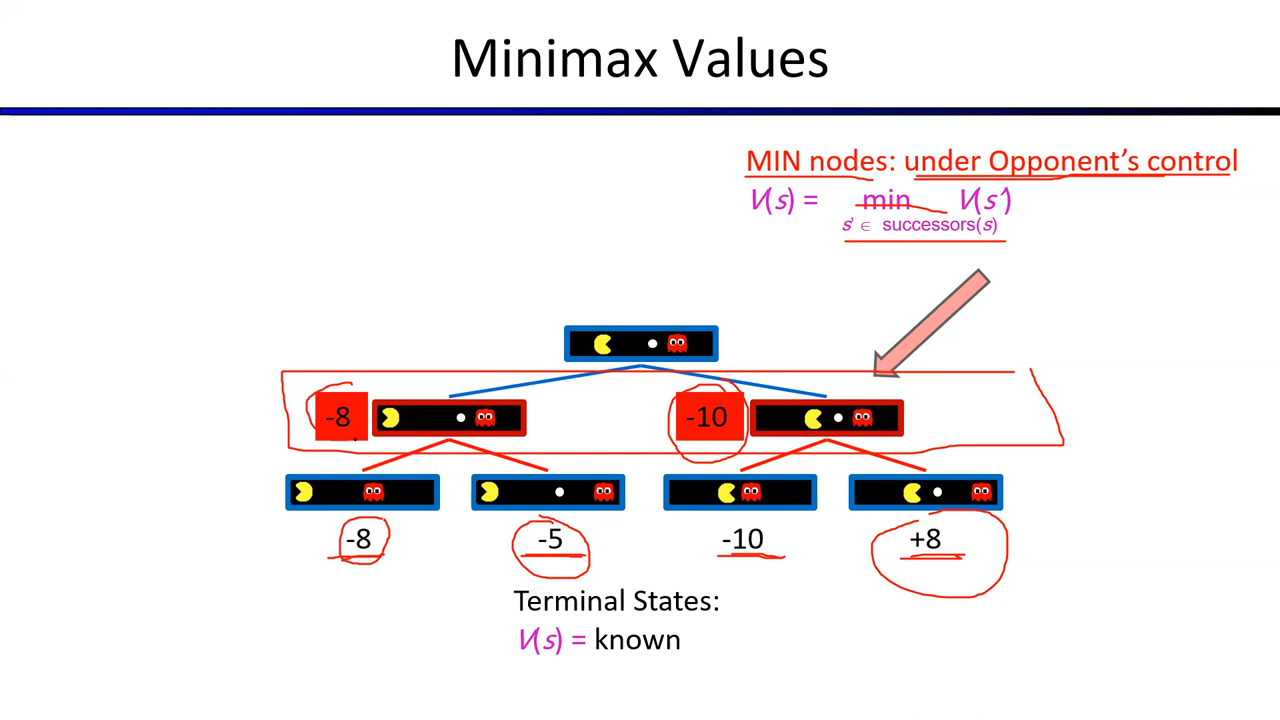 Minimax Values
MIN nodes: under Opponent’s control
V(s) = min V(s’)
s’ ∈ successors(s)
-8 -10
-8 -5 -10 +8
Terminal States:
V(s) = known